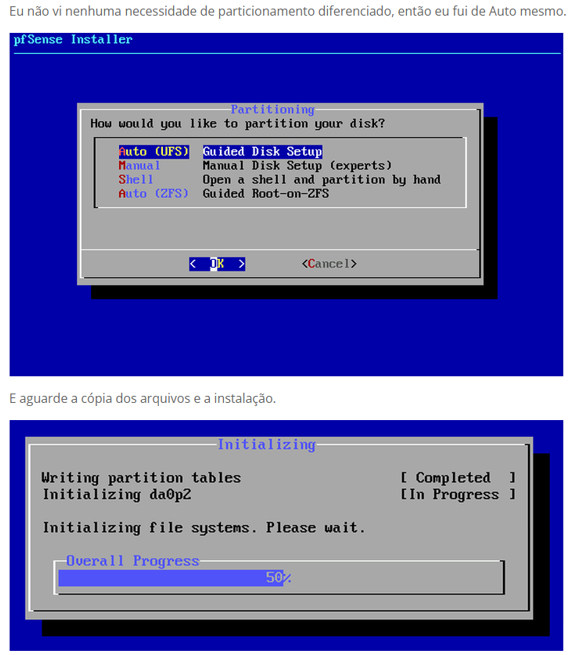 Eu não vi nenhuma necessidade de particionamento diferenciado, então eu fui de Auto mesmo.
pfSense Installer
Partitioning
How would you like to partition your disk?
Auto (UFS) Guided Disk Setup
Manual Manual Disk Setup (experts)
Shell Open a shell and partition by hand
Auto (ZFS) Guided Root-on-ZFS
< OK > <Cancel>
E aguarde a cópia dos arquivos e a instalação.
Initializing
Writing partition tables [ Completed ]
Initializing da0p2 [In Progress ]
Initializing file systems. Please wait.
Overall Progress
50%